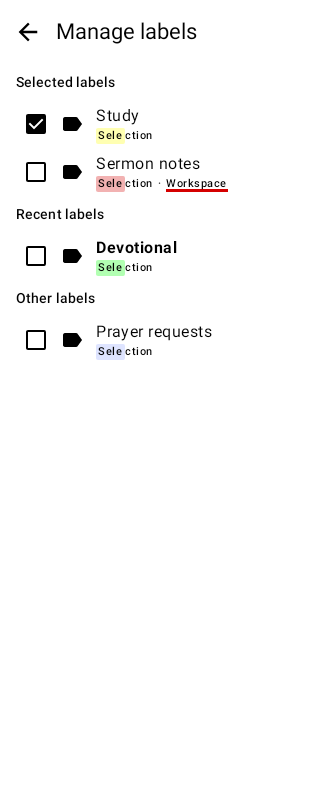 Manage labels
Selected labels
Study
Selection
Sermon notes
Selection · Workspace
Recent labels
Devotional
Selection
Other labels
Prayer requests
Selection